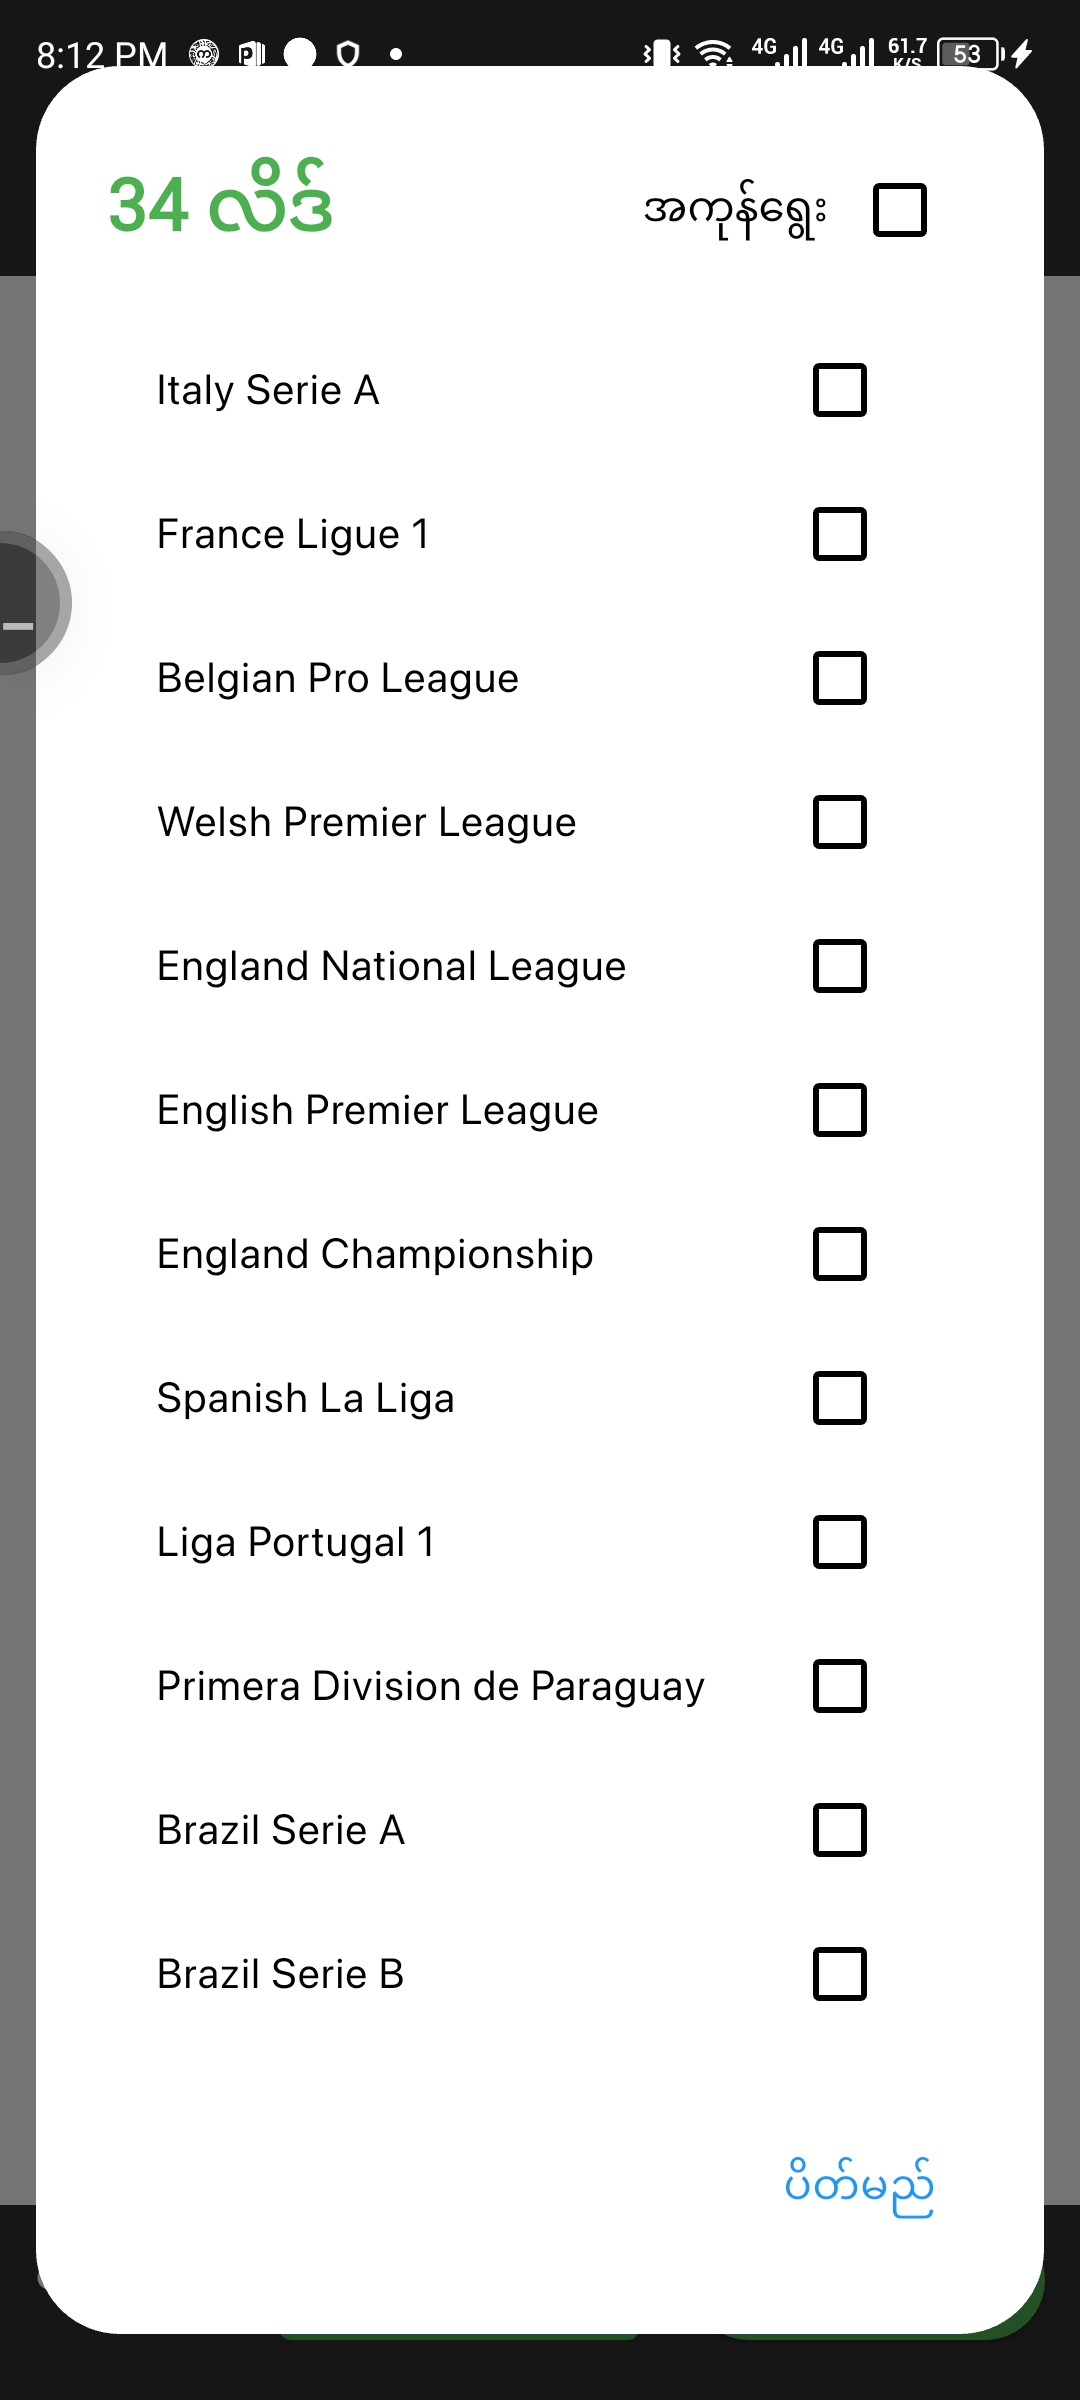 8:12 PM 4G 4G 61.7 K/S 53
34 လိဒ် အကုန်ရွေး
Italy Serie A
France Ligue 1
Belgian Pro League
Welsh Premier League
England National League
English Premier League
England Championship
Spanish La Liga
Liga Portugal 1
Primera Division de Paraguay
Brazil Serie A
Brazil Serie B
ပိတ်မည်